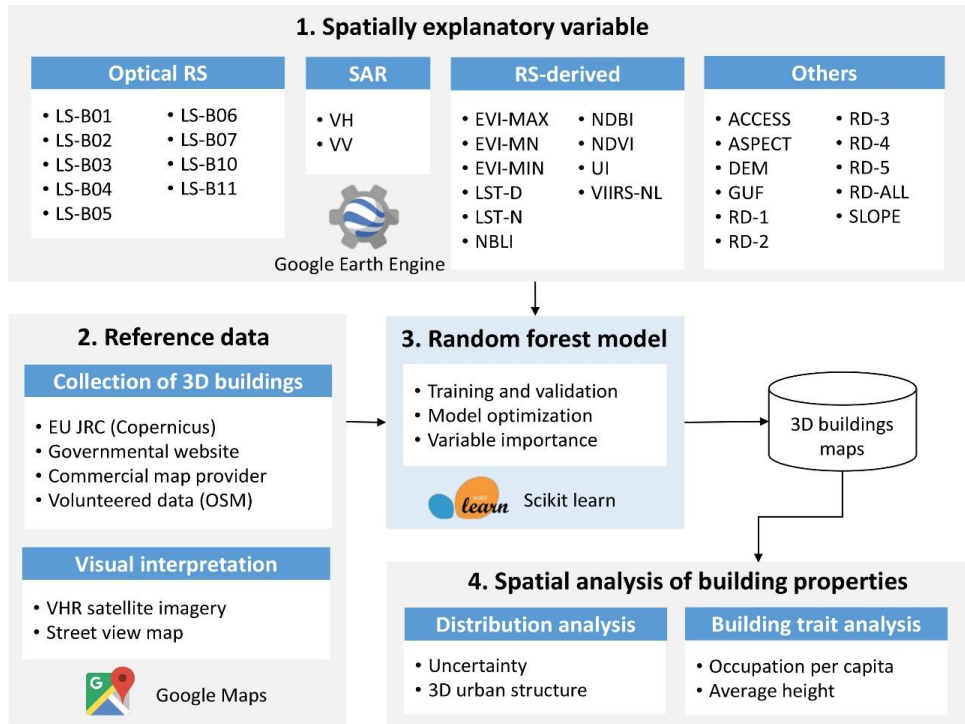 1. Spatially explanatory variable
Optical RS
• LS-B01
• LS-B02
• LS-B03
• LS-B04
• LS-B05
• LS-B06
• LS-B07
• LS-B10
• LS-B11
SAR
• VH
• VV
Google Earth Engine
RS-derived
• EVI-MAX
• EVI-MN
• EVI-MIN
• LST-D
• LST-N
• NBLI
• NDBI
• NDVI
• UI
• VIIRS-NL
Others
• ACCESS
• ASPECT
• DEM
• GUF
• RD-1
• RD-2
• RD-3
• RD-4
• RD-5
• RD-ALL
• SLOPE
2. Reference data
Collection of 3D buildings
• EU JRC (Copernicus)
• Governmental website
• Commercial map provider
• Volunteered data (OSM)
Visual interpretation
• VHR satellite imagery
• Street view map
G
Google Maps
3. Random forest model
• Training and validation
• Model optimization
• Variable importance
scikit
learn
Scikit learn
3D buildings
maps
4. Spatial analysis of building properties
Distribution analysis
• Uncertainty
• 3D urban structure
Building trait analysis
• Occupation per capita
• Average height